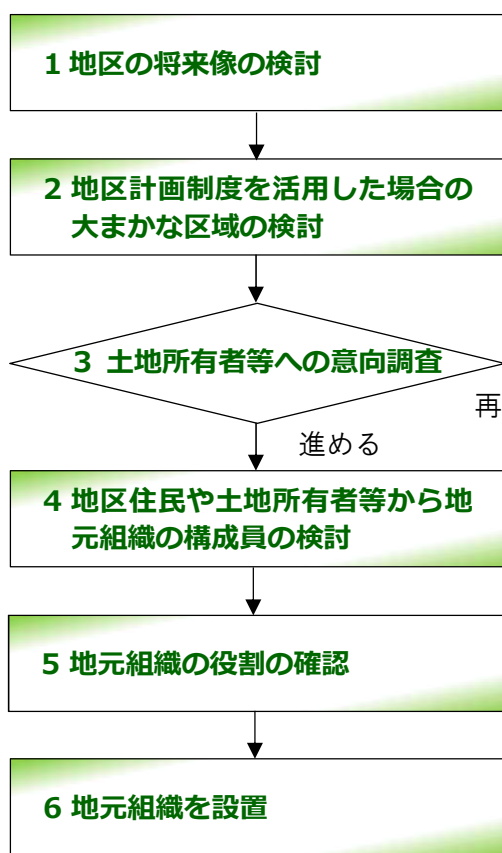 1 地区の将来像の検討
2 地区計画制度を活用した場合の
大まかな区域の検討
3 土地所有者等への意向調査
再
進める
4 地区住民や土地所有者等から地
元組織の構成員の検討
5 地元組織の役割の確認
6 地元組織を設置